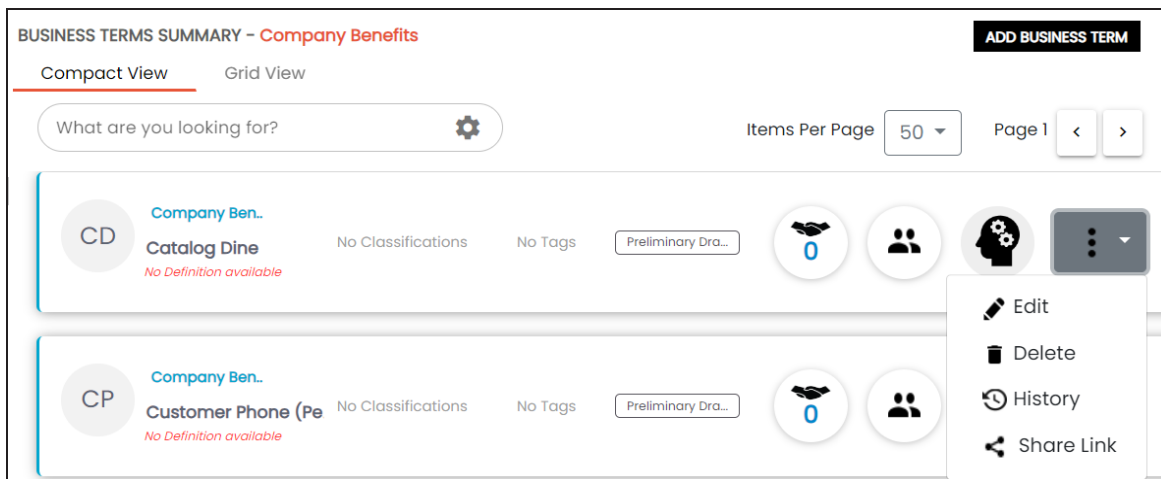 BUSINESS TERMS SUMMARY - Company Benefits
ADD BUSINESS TERM
Compact View
Grid View
What are you looking for?
Items Per Page
50
Page 1
CD
Company Ben..
Catalog Dine
No Definition available
No Classifications
No Tags
Preliminary Dra...
0
Edit
Delete
History
Share Link
CP
Company Ben..
Customer Phone (Pe
No Definition available
No Classifications
No Tags
Preliminary Dra...
0